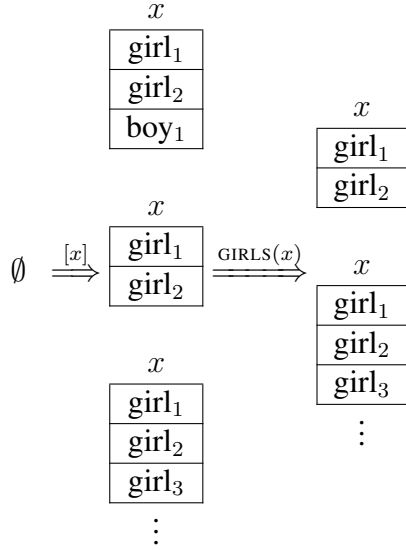 x
girl₁
girl₂
boy₁
x
girl₁
girl₂
∅ [x] ⟹
x
girl₁
girl₂
GIRLS(x) ⟹
x
girl₁
girl₂
girl₃
⋮
x
girl₁
girl₂
girl₃
⋮